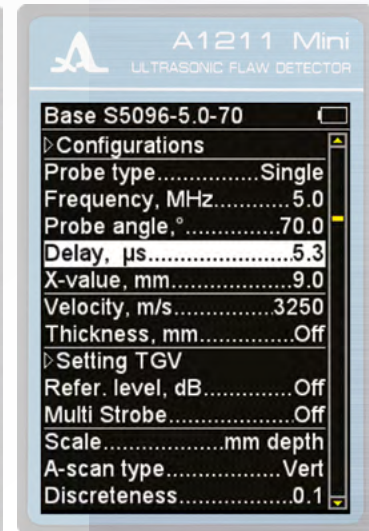 A1211 Mini
ULTRASONIC FLAW DETECTOR
Base S5096-5.0-70
Configurations
Probe type................Single
Frequency, MHz............5.0
Probe angle,°...............70.0
Delay, µs.......................5.3
X-value, mm..................9.0
Velocity, m/s................3250
Thickness, mm..............Off
Setting TGV
Refer. level, dB.............Off
Multi Strobe..................Off
Scale..................mm depth
A-scan type.................Vert
Discreteness.................0.1